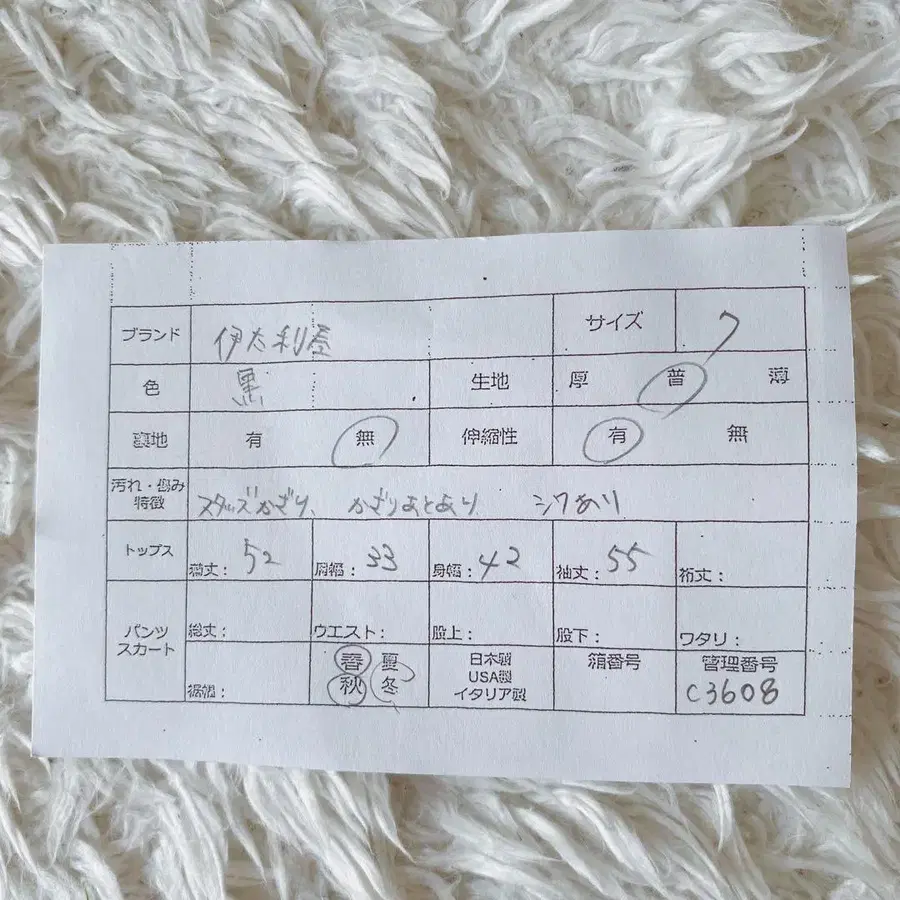 ブランド 伊太利屋 サイズ 7
色 黒 生地 厚 普 薄
裏地 有 無 伸縮性 有 無
汚れ・傷み
特徴 スタッズかざり、かざりあとあり シワあり
トップス 着丈： 52 肩幅： 33 身幅： 42 袖丈： 55 裄丈：
パンツ
スカート 総丈： ウエスト： 股上： 股下： ワタリ：
裾幅： 春 夏
秋 冬
日本製
USA製
イタリア製
箱番号
管理番号
C3608